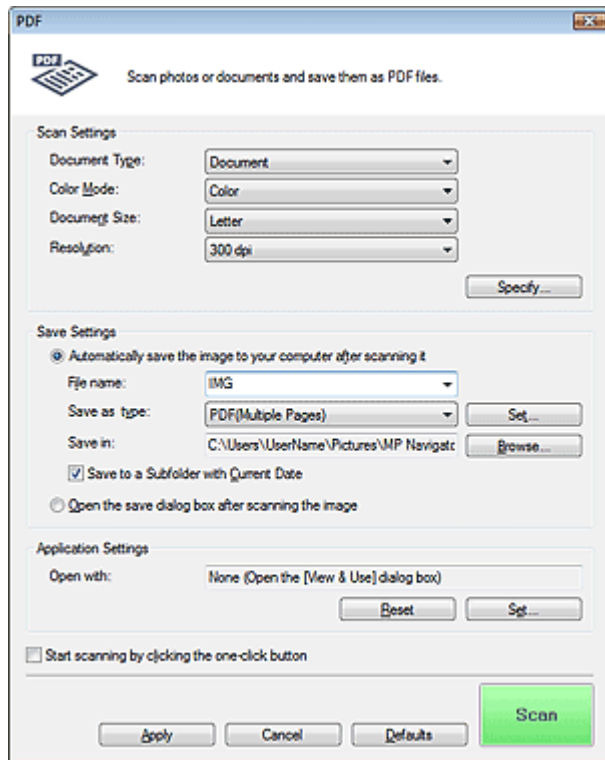 PDF
PDF
Scan photos or documents and save them as PDF files.
Scan Settings
Document Type: Document
Color Mode: Color
Document Size: Letter
Resolution: 300 dpi
Specify...
Save Settings
Automatically save the image to your computer after scanning it
File name: IMG
Save as type: PDF(Multiple Pages) Set...
Save in: C:\Users\UserName\Pictures\MP Navigato Browse...
Save to a Subfolder with Current Date
Open the save dialog box after scanning the image
Application Settings
Open with: None (Open the [View & Use] dialog box)
Reset Set...
Start scanning by clicking the one-click button
Scan
Apply Cancel Defaults